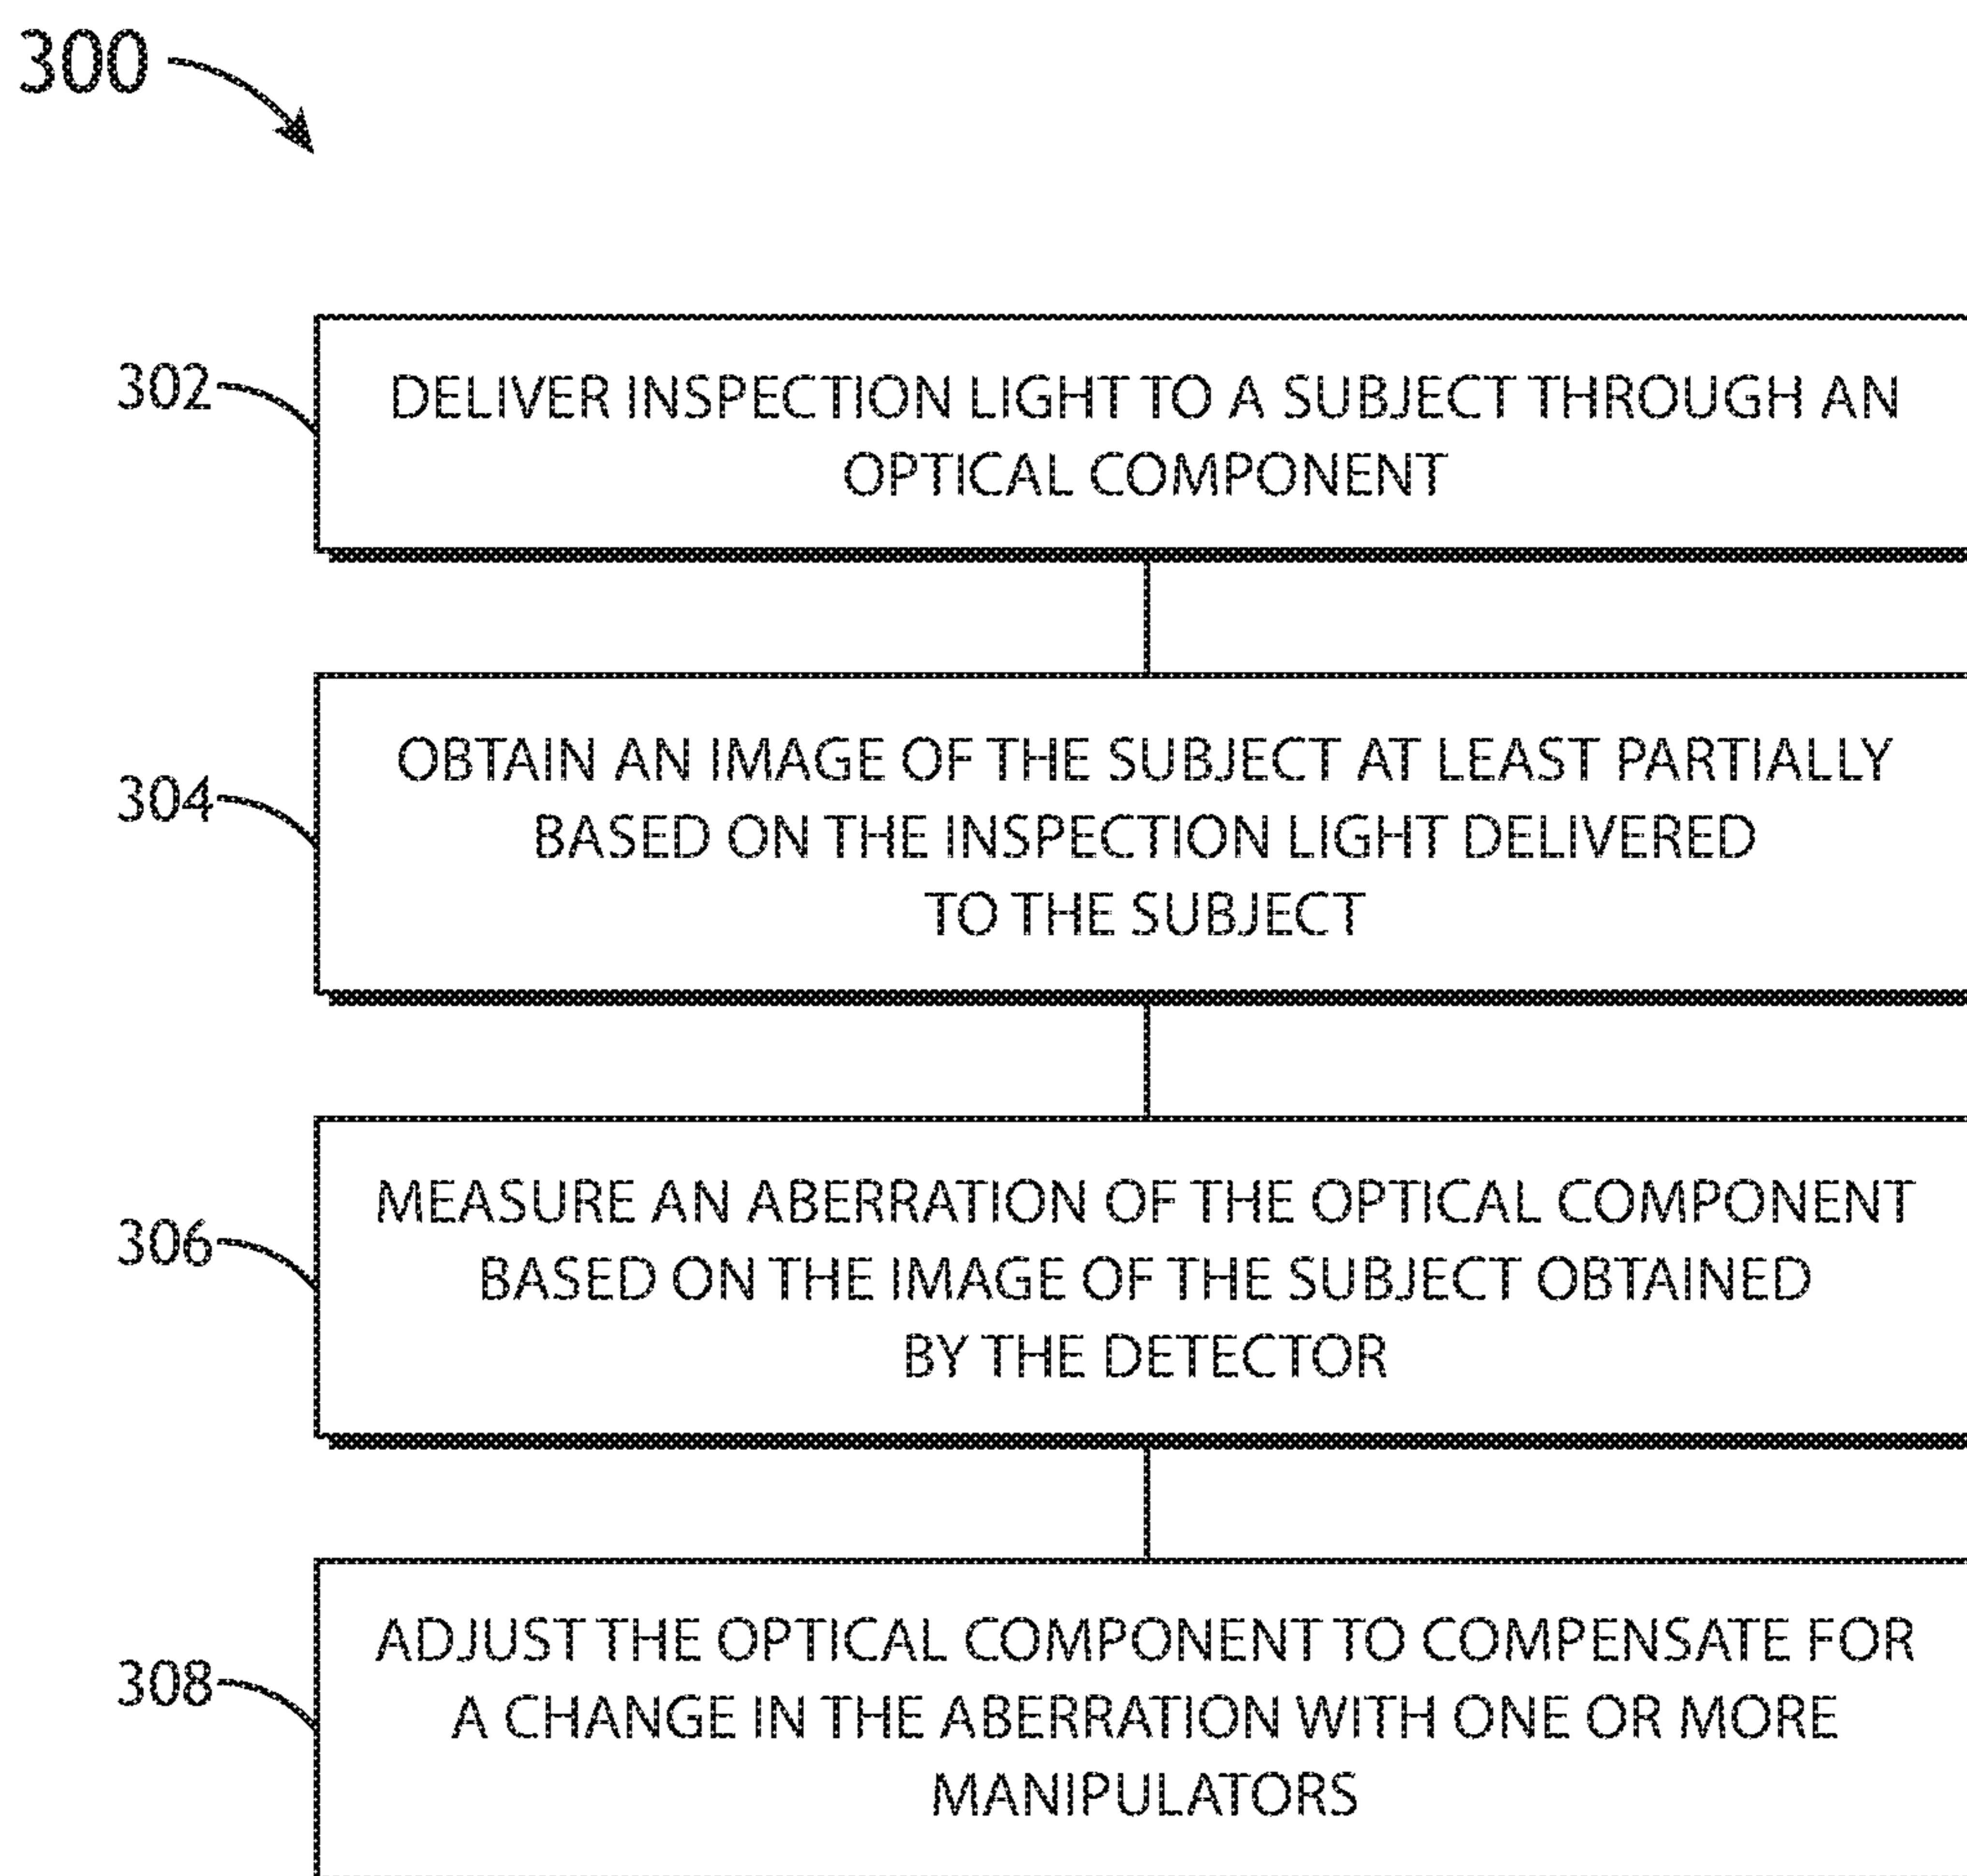 300
302
DELIVER INSPECTION LIGHT TO A SUBJECT THROUGH AN
OPTICAL COMPONENT
304
OBTAIN AN IMAGE OF THE SUBJECT AT LEAST PARTIALLY
BASED ON THE INSPECTION LIGHT DELIVERED
TO THE SUBJECT
306
MEASURE AN ABERRATION OF THE OPTICAL COMPONENT
BASED ON THE IMAGE OF THE SUBJECT OBTAINED
BY THE DETECTOR
308
ADJUST THE OPTICAL COMPONENT TO COMPENSATE FOR
A CHANGE IN THE ABERRATION WITH ONE OR MORE
MANIPULATORS